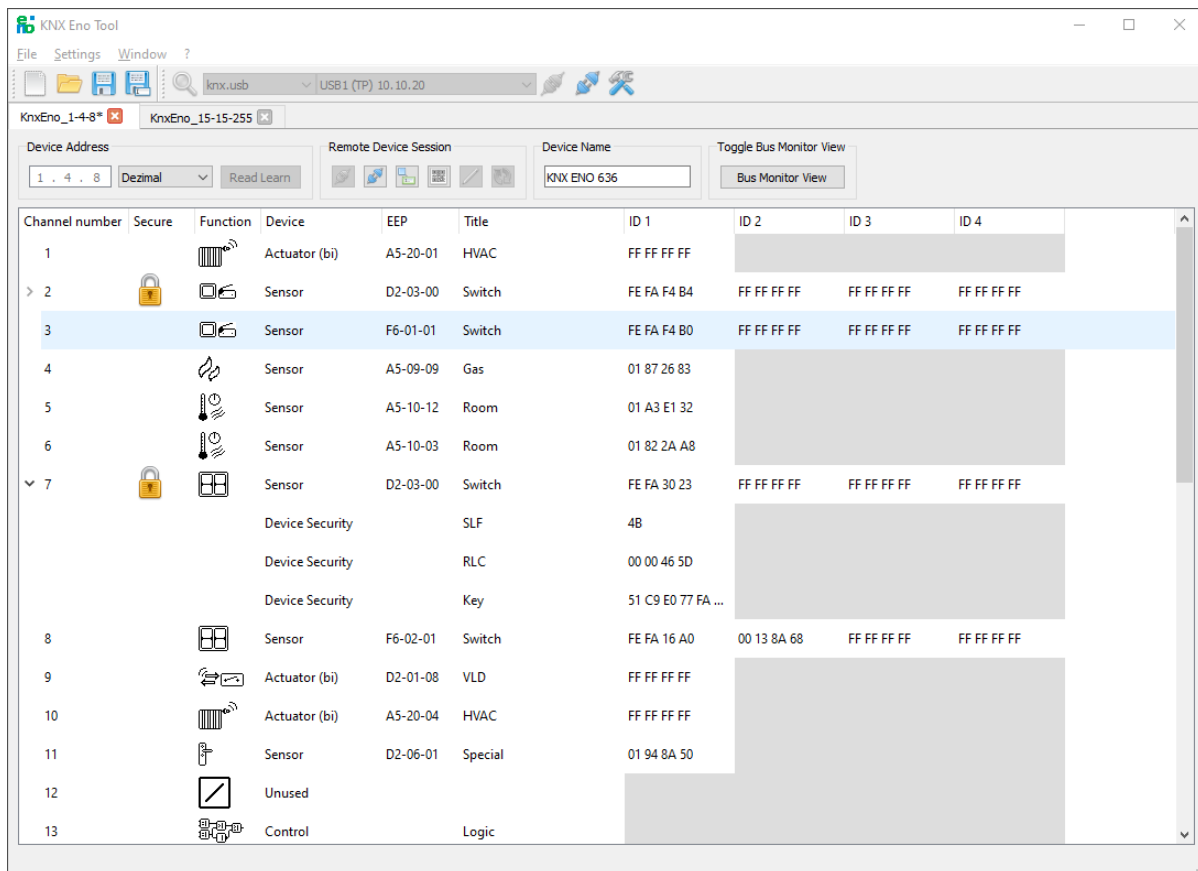 KNX Eno Tool
File Settings Window ?
knx.usb USB1 (TP) 10.10.20
KnxEno_1-4-8* KnxEno_15-15-255
Device Address Remote Device Session Device Name Toggle Bus Monitor View
1 . 4 . 8 Dezimal Read Learn KNX ENO 636 Bus Monitor View
Channel number Secure Function Device EEP Title ID 1 ID 2 ID 3 ID 4
1 Actuator (bi) A5-20-01 HVAC FF FF FF FF
2 Sensor D2-03-00 Switch FE FA F4 B4 FF FF FF FF FF FF FF FF FF FF FF FF
3 Sensor F6-01-01 Switch FE FA F4 B0 FF FF FF FF FF FF FF FF FF FF FF FF
4 Sensor A5-09-09 Gas 01 87 26 83
5 Sensor A5-10-12 Room 01 A3 E1 32
6 Sensor A5-10-03 Room 01 82 2A A8
7 Sensor D2-03-00 Switch FE FA 30 23 FF FF FF FF FF FF FF FF FF FF FF FF
Device Security SLF 4B
Device Security RLC 00 00 46 5D
Device Security Key 51 C9 E0 77 FA ...
8 Sensor F6-02-01 Switch FE FA 16 A0 00 13 8A 68 FF FF FF FF FF FF FF FF
9 Actuator (bi) D2-01-08 VLD FF FF FF FF
10 Actuator (bi) A5-20-04 HVAC FF FF FF FF
11 Sensor D2-06-01 Special 01 94 8A 50
12 Unused
13 Control Logic